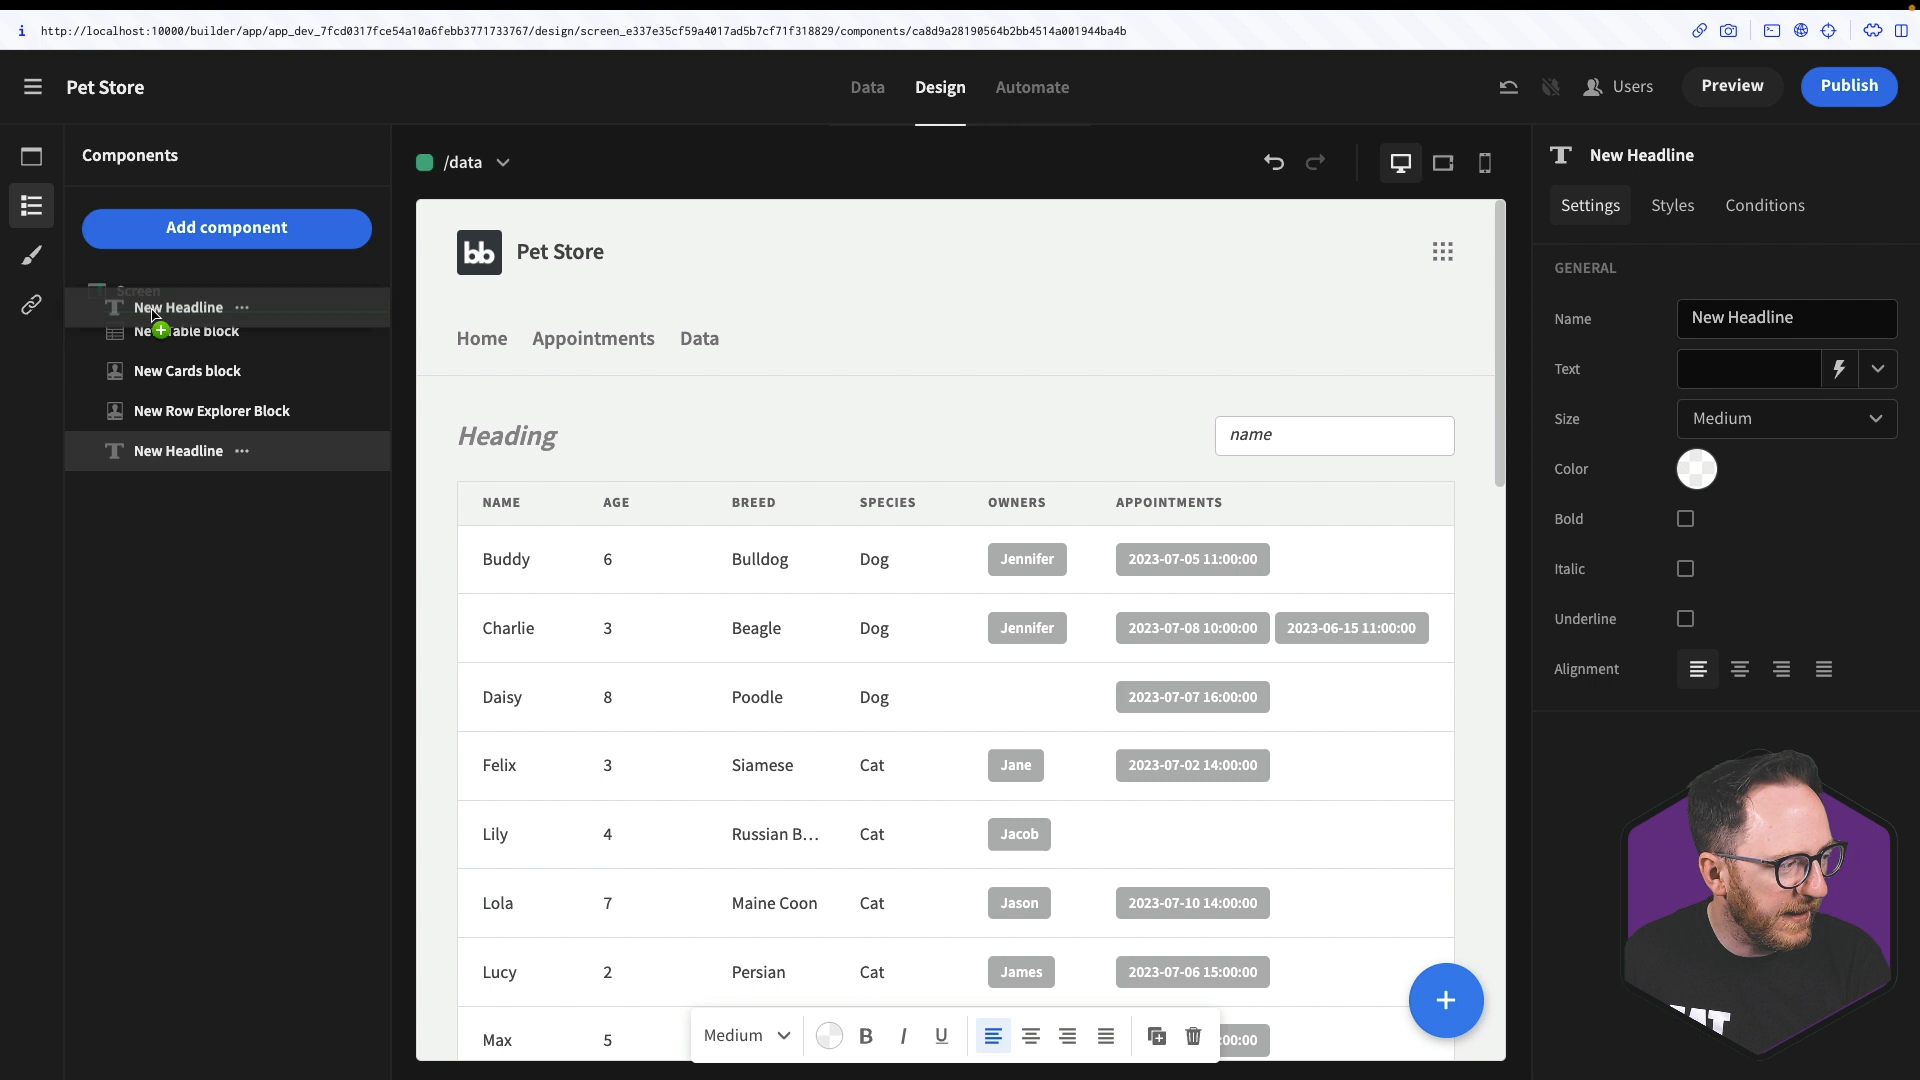 i http://localhost:10000/builder/app/app_dev_7fcd0317fce54a10a6febb3771733767/design/screen_e337e35cf59a4017ad5b7cf71f318829/components/ca8d9a28190564b2bb4514a001944ba4b
Pet Store
Data
Design
Automate
Users
Preview
Publish
Components
Add component
Screen
New Headline
New Table block
New Cards block
New Row Explorer Block
New Headline
/data
bb Pet Store
Home Appointments Data
Heading
name
NAME AGE BREED SPECIES OWNERS APPOINTMENTS
Buddy 6 Bulldog Dog Jennifer 2023-07-05 11:00:00
Charlie 3 Beagle Dog Jennifer 2023-07-08 10:00:00 2023-06-15 11:00:00
Daisy 8 Poodle Dog 2023-07-07 16:00:00
Felix 3 Siamese Cat Jane 2023-07-02 14:00:00
Lily 4 Russian B... Cat Jacob
Lola 7 Maine Coon Cat Jason 2023-07-10 14:00:00
Lucy 2 Persian Cat James 2023-07-06 15:00:00
Max 5 :00:00
Medium B I U
New Headline
Settings Styles Conditions
GENERAL
Name New Headline
Text
Size Medium
Color
Bold
Italic
Underline
Alignment